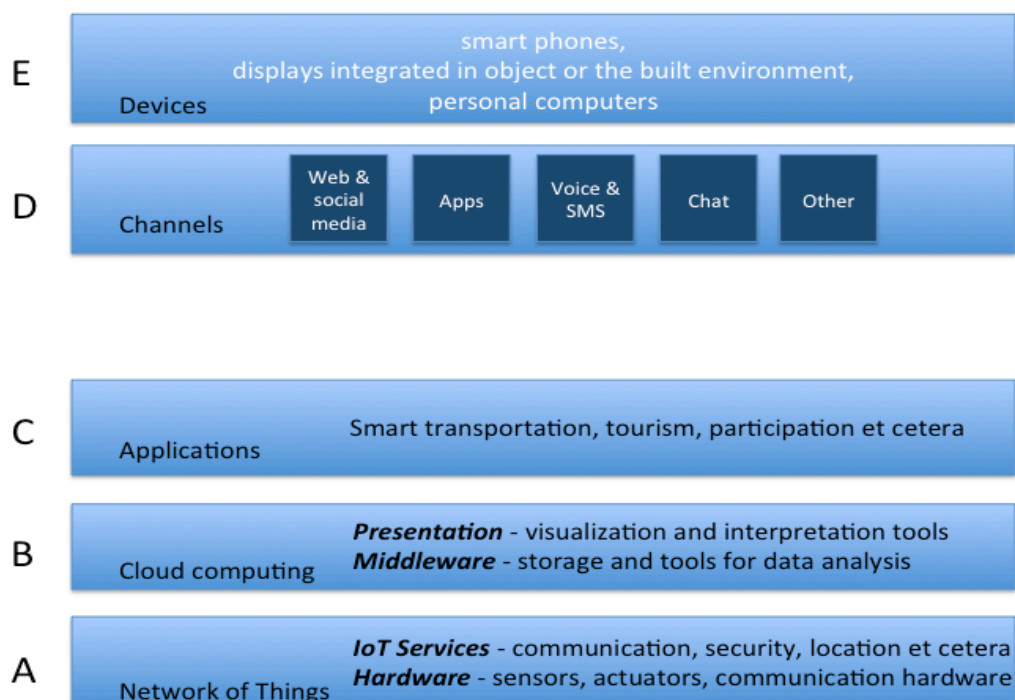 E
smart phones,
displays integrated in object or the built environment,
personal computers
Devices
D
Channels
Web &
social
media
Apps
Voice &
SMS
Chat
Other
C
Smart transportation, tourism, participation et cetera
Applications
B
Presentation - visualization and interpretation tools
Middleware - storage and tools for data analysis
Cloud computing
A
IoT Services - communication, security, location et cetera
Hardware - sensors, actuators, communication hardware
Network of Things